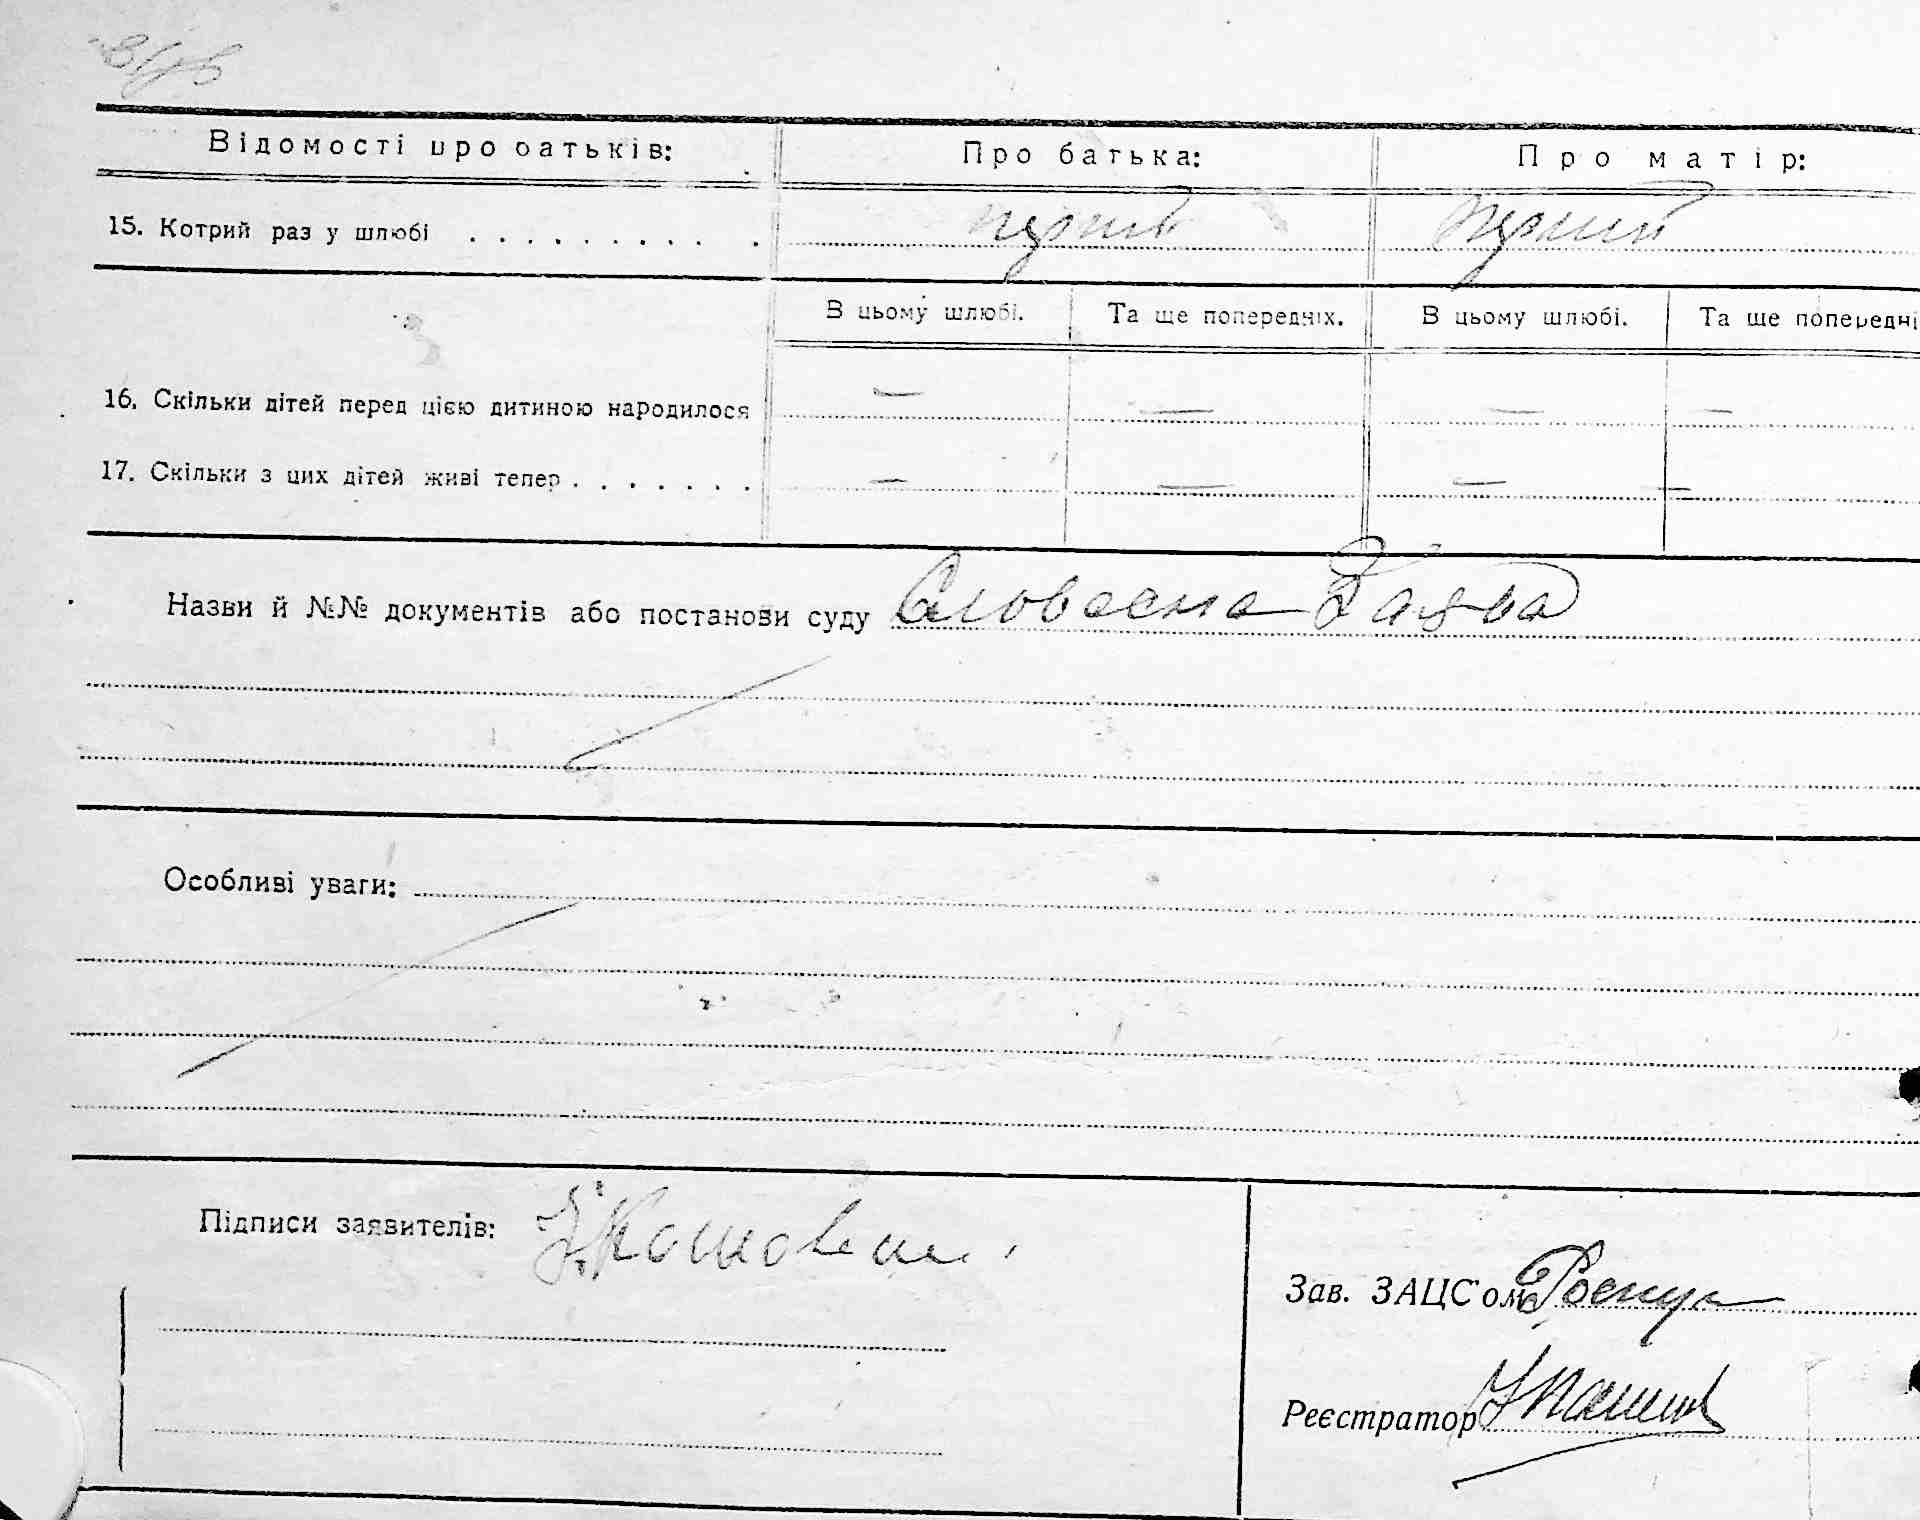 Відомості про батьків: Про батька: Про матір:
15. Котрий раз у шлюбі . . . . . . . . . . . перший перший
В цьому шлюбі. Та ще попередніх. В цьому шлюбі. Та ще попередні
16. Скільки дітей перед цією дитиною народилося — — — —
17. Скільки з цих дітей живі тепер . . . . . . . — — — —
Назви й №№ документів або постанови суду Словесна Заява
Особливі уваги:
Підписи заявителів:
Зав. ЗАЦС'ом
Реєстратор